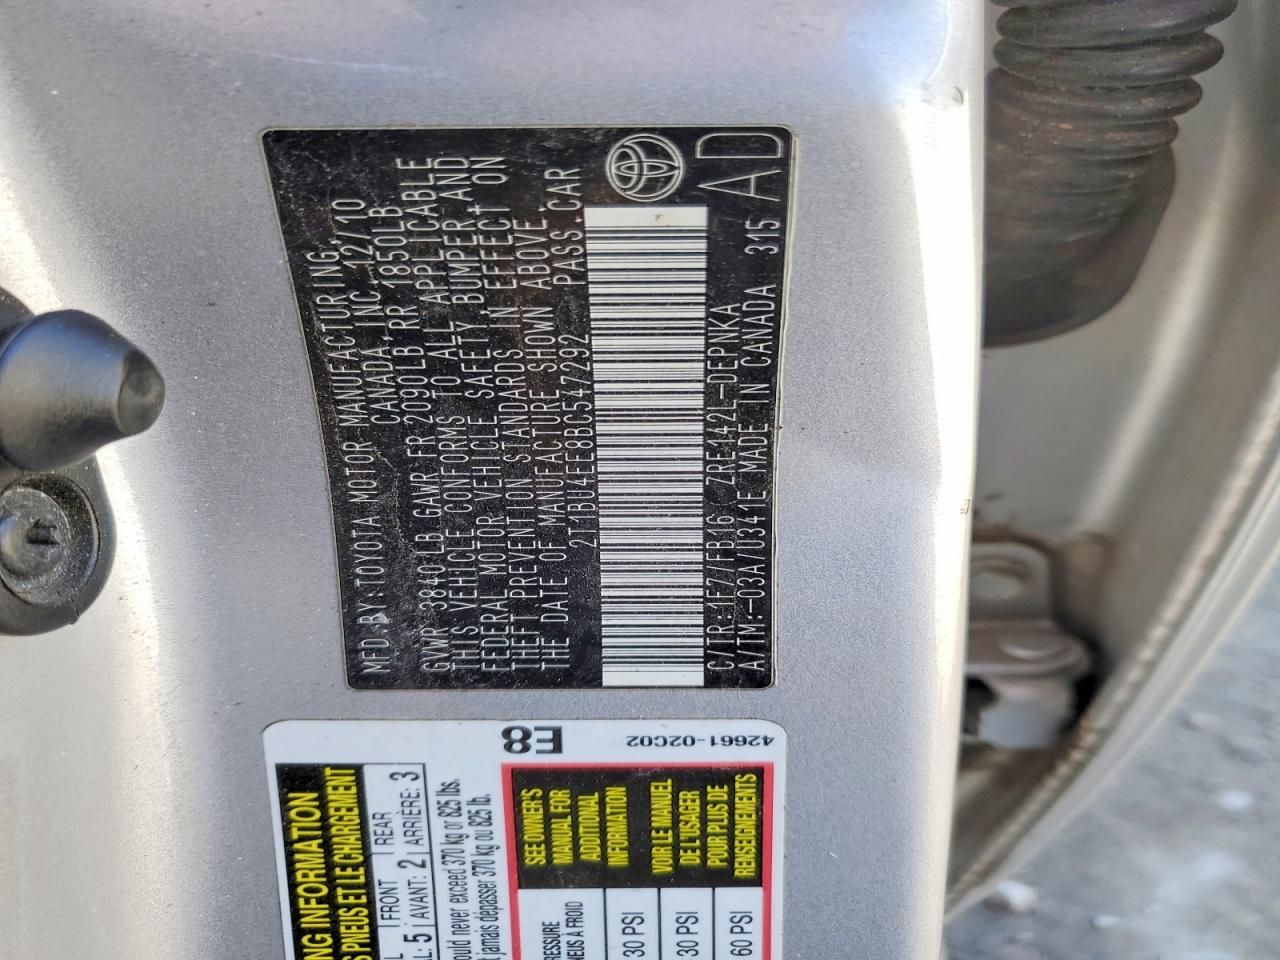 MFD.BY:TOYOTA MOTOR MANUFACTURING,
CANADA, INC. 12/10
GVWR 3840LB GAWR FR 2090LB RR 1850LB
THIS VEHICLE CONFORMS TO ALL APPLICABLE
FEDERAL MOTOR VEHICLE SAFETY,BUMPER,AND
THEFT PREVENTION STANDARDS IN EFFECT ON
THE DATE OF MANUFACTURE SHOWN ABOVE.
2T1BU4EE8BC547292 PASS.CAR
C/TR:1F7/FB16 ZRE142L-DEPNKA
A/TM:-03A/U341E MADE IN CANADA 315
AD
E8
42661-02C02
NG INFORMATION
PNEUS ET LE CHARGEMENT
FRONT REAR
5 AVANT: 2 ARRIÈRE: 3
never exceed 370 kg or 825 lbs.
jamais dépasser 370 kg ou 825 lb.
SEE OWNER'S
MANUAL FOR
ADDITIONAL
INFORMATION
VOIR LE MANUEL
DE L'USAGER
POUR PLUS DE
RENSEIGNEMENTS
À FROID
30 PSI
30 PSI
60 PSI